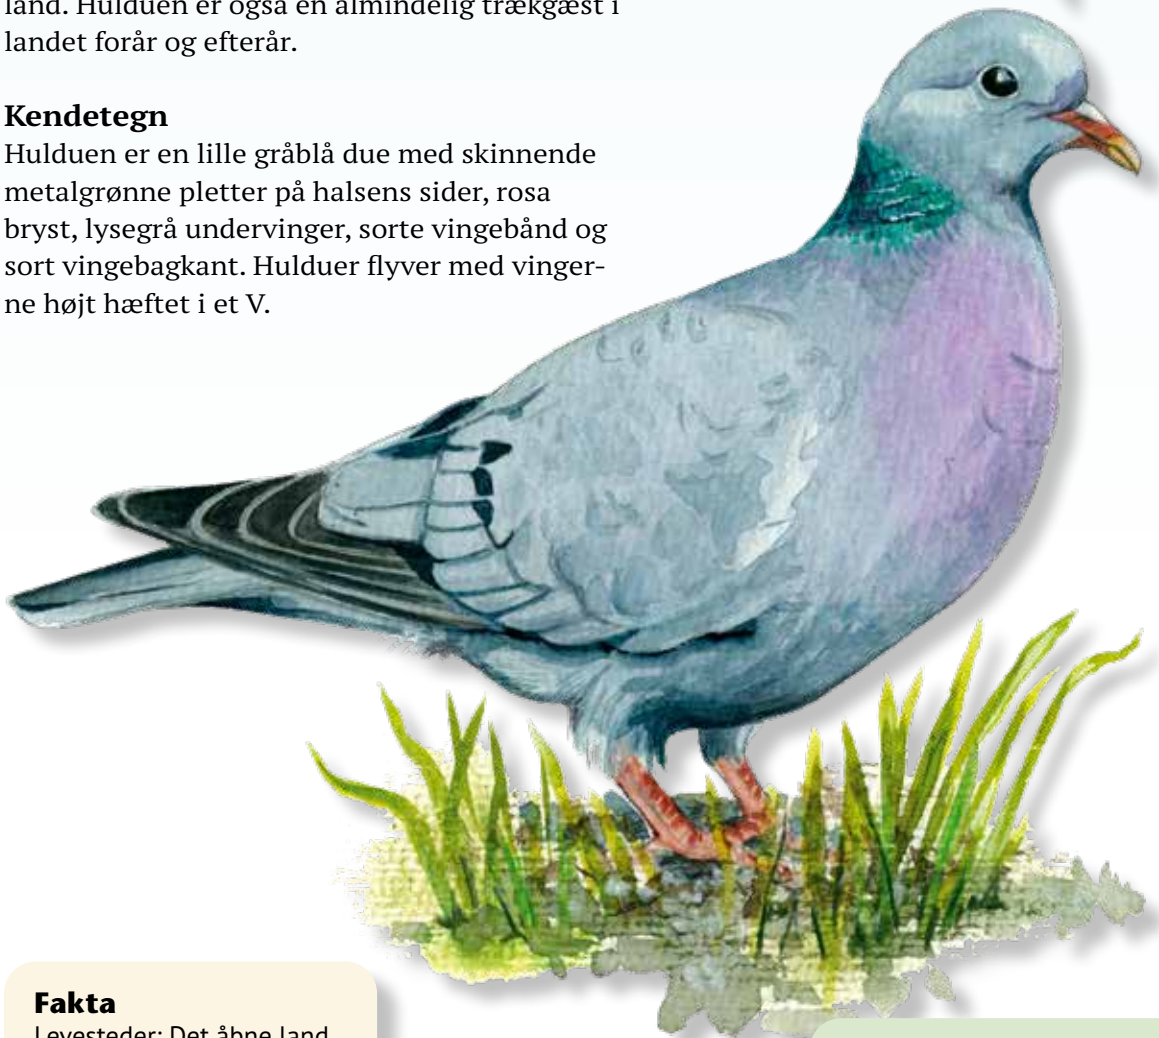 land. Hulduen er også en almindelig trækgæst i
landet forår og efterår.
Kendetegn
Hulduen er en lille gråblå due med skinnende
metalgrønne pletter på halsens sider, rosa
bryst, lysegrå undervinger, sorte vingebånd og
sort vingebagkant. Hulduer flyver med vinger-
ne højt hæftet i et V.
Fakta
Levesteder: Det åbne land